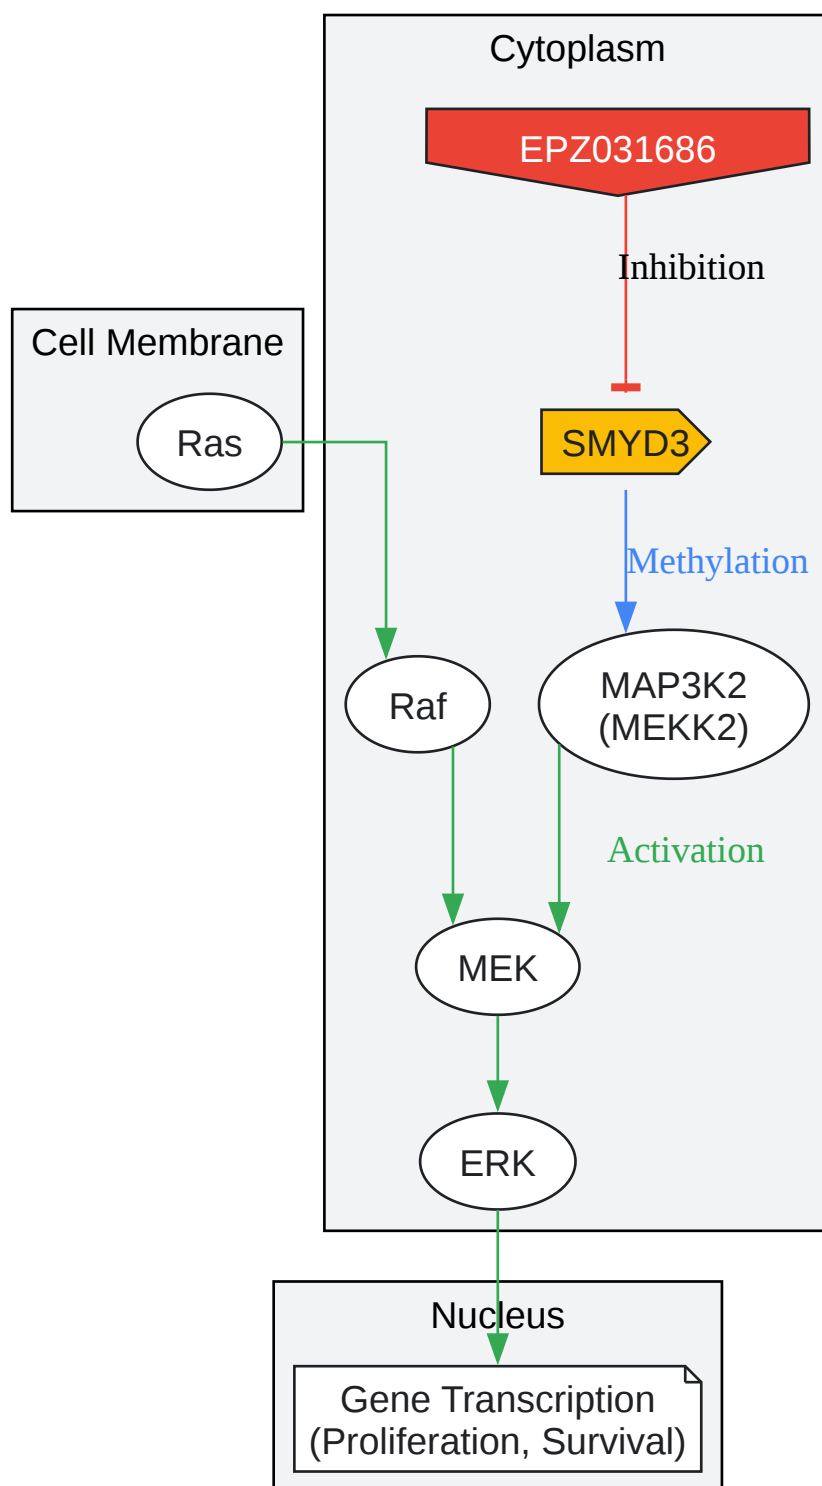 Cytoplasm
EPZ031686
Inhibition
Cell Membrane
Ras
SMYD3
Methylation
Raf
MAP3K2
(MEKK2)
Activation
MEK
ERK
Nucleus
Gene Transcription
(Proliferation, Survival)